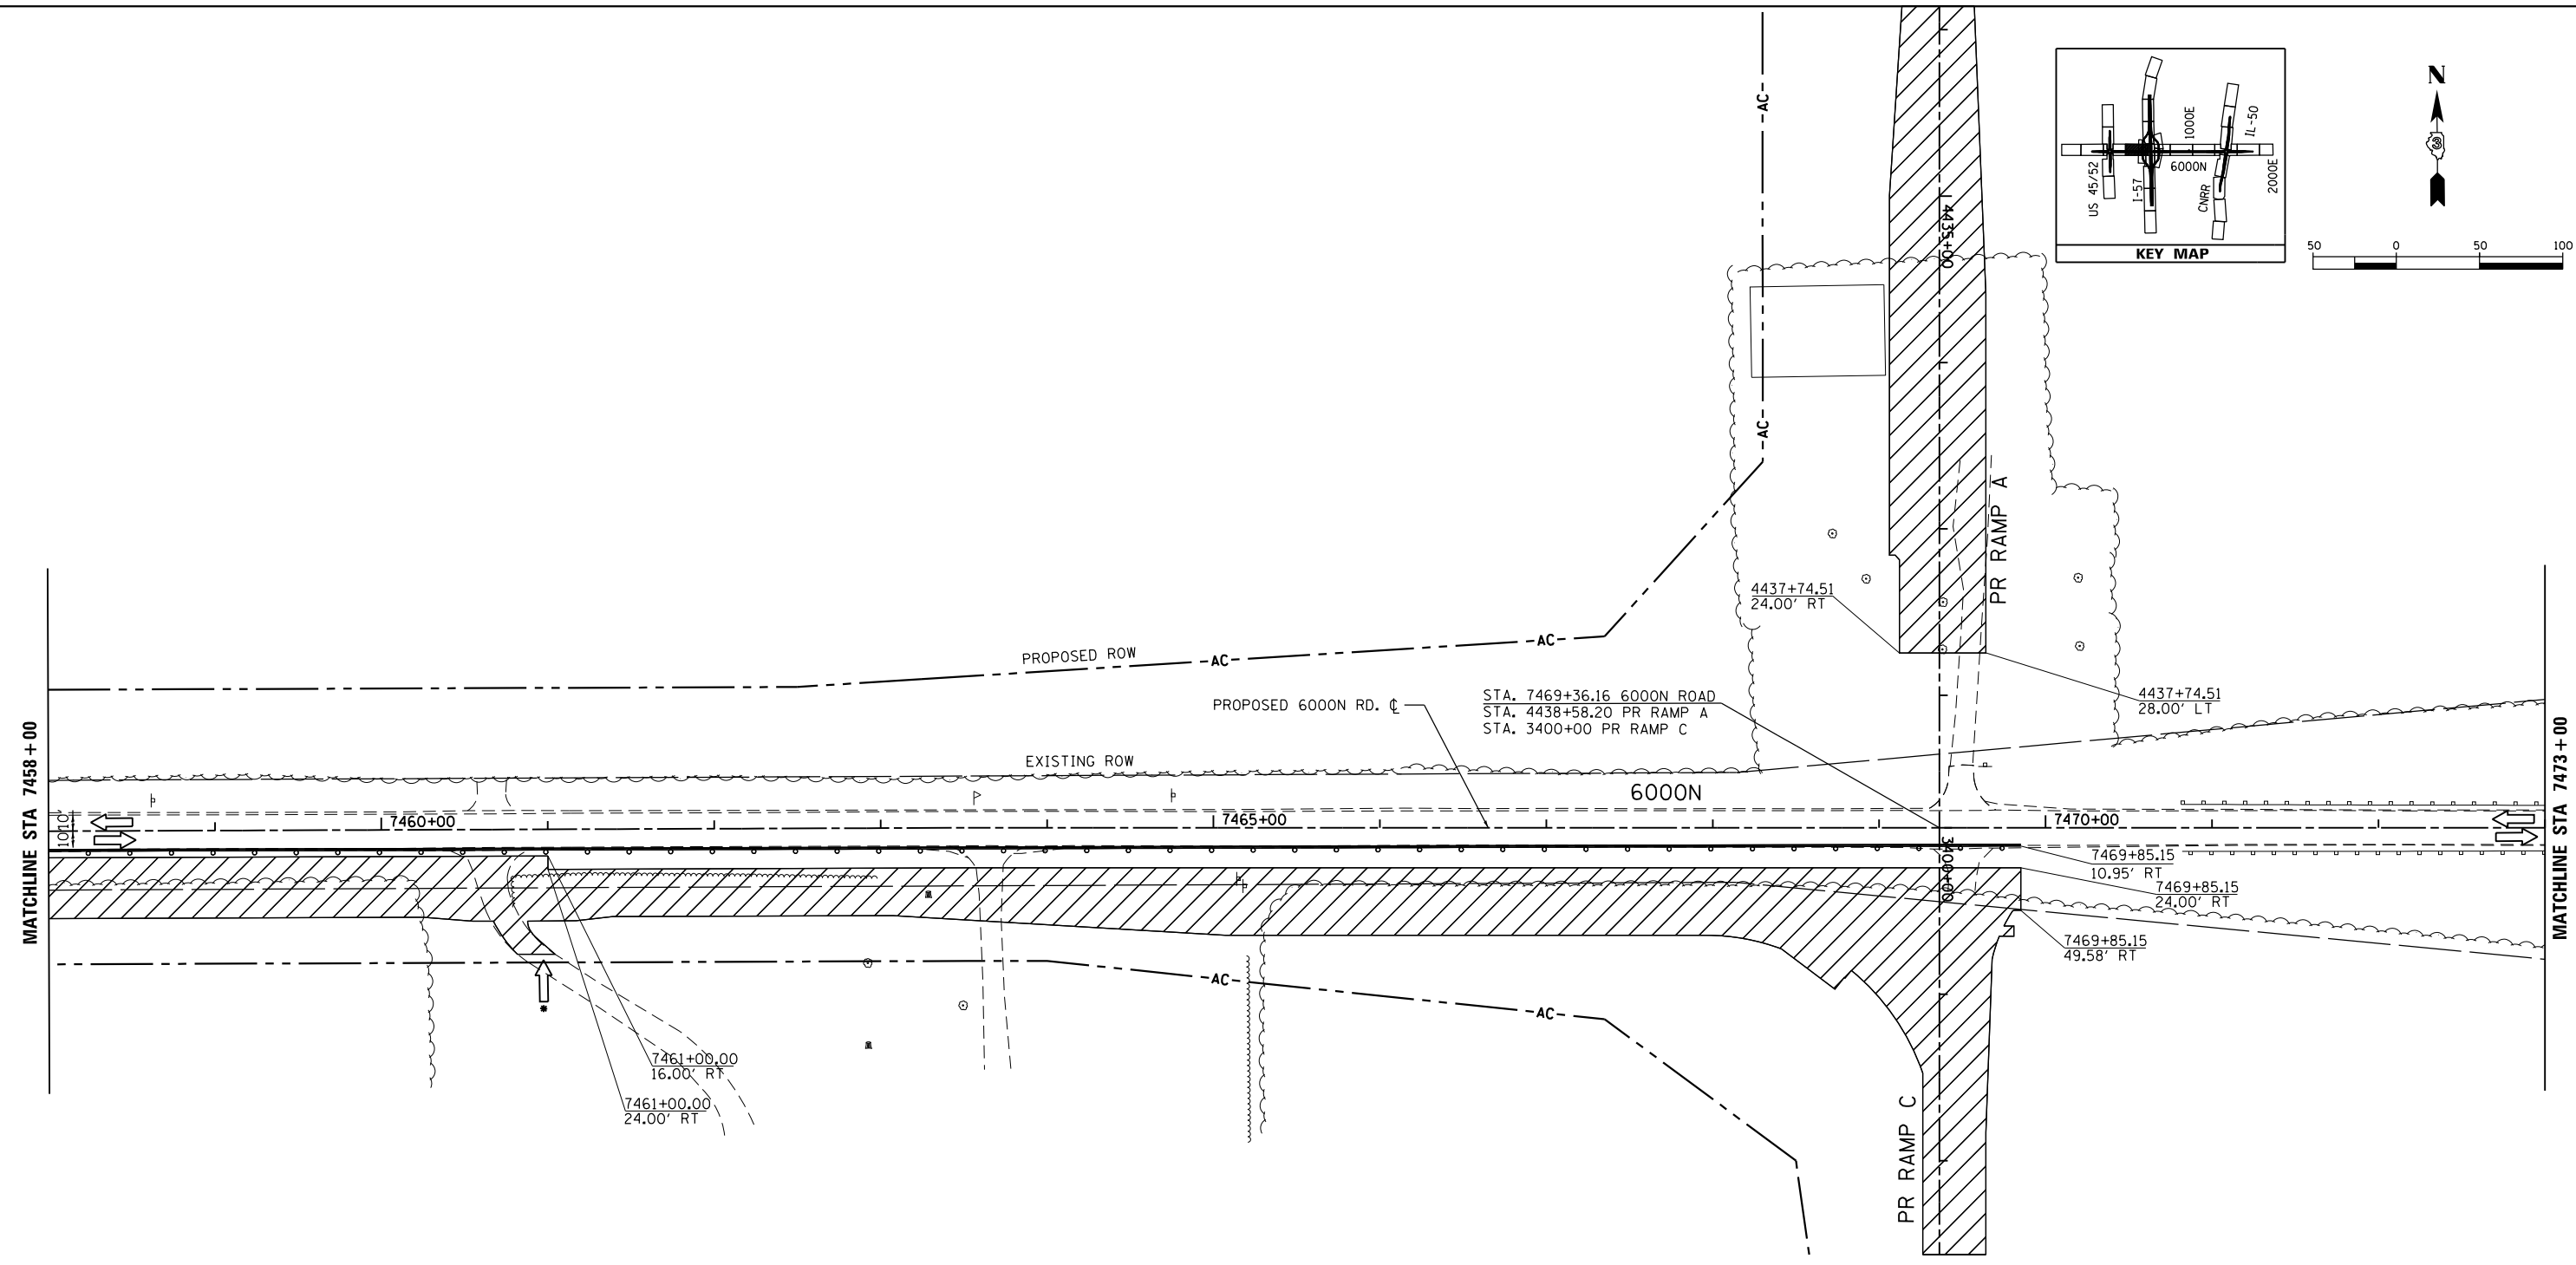 N
US 45/52
I-57
1000E
6000N
CNRR
IL-50
2000E
KEY MAP
50 0 50 100
AC
AC
4435+00
PR RAMP A
4437+74.51
24.00' RT
4437+74.51
28.00' LT
PROPOSED ROW
AC
AC
PROPOSED 6000N RD. ℄
STA. 7469+36.16 6000N ROAD
STA. 4438+58.20 PR RAMP A
STA. 3400+00 PR RAMP C
EXISTING ROW
6000N
MATCHLINE STA 7458+00
1010'
7460+00
7465+00
7470+00
MATCHLINE STA 7473+00
3400+00
7469+85.15
10.95' RT
7469+85.15
24.00' RT
7469+85.15
49.58' RT
AC
AC
*
7461+00.00
16.00' RT
7461+00.00
24.00' RT
PR RAMP C